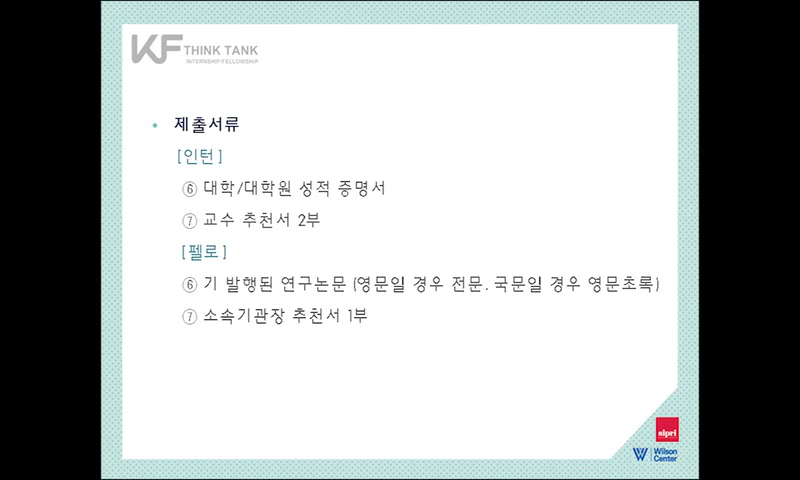 KF THINK TANK
INTERNSHIP/FELLOWSHIP
• 제출서류
[인턴]
⑥ 대학/대학원 성적 증명서
⑦ 교수 추천서 2부
[펠로]
⑥ 기 발행된 연구논문 (영문일 경우 전문. 국문일 경우 영문초록)
⑦ 소속기관장 추천서 1부
sipri
W Wilson
Center